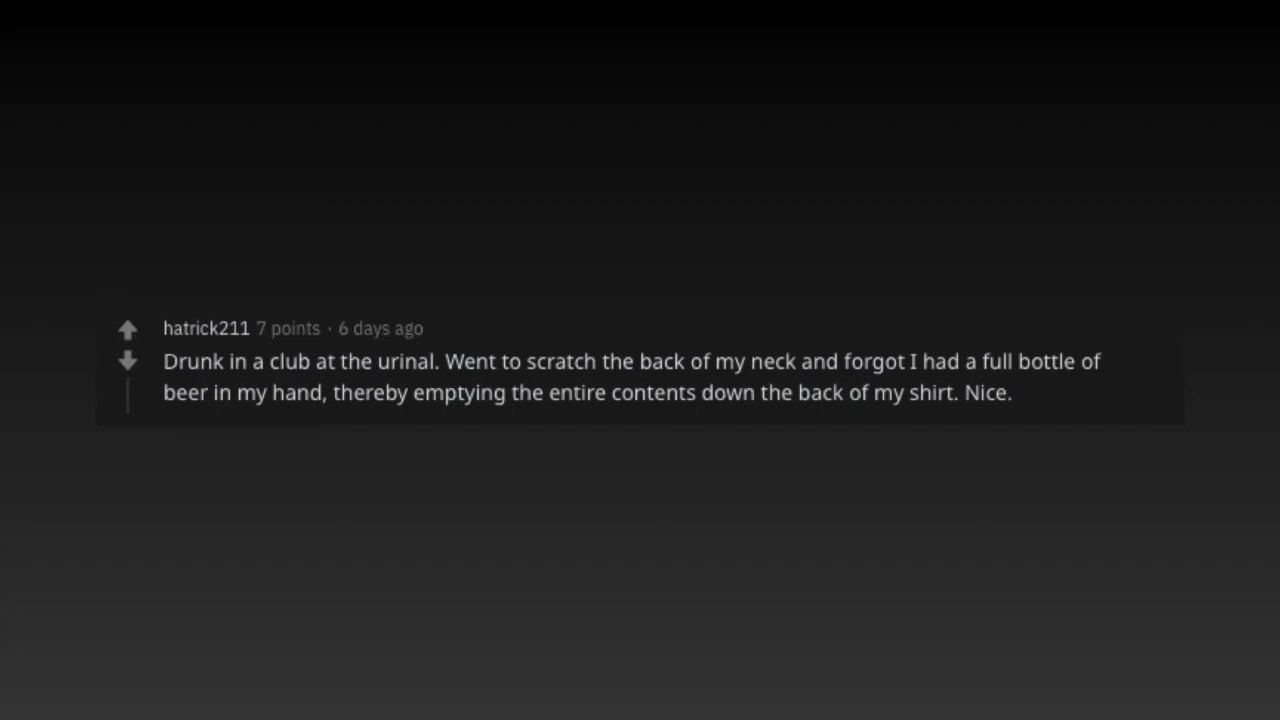 hatrick211 7 points · 6 days ago
Drunk in a club at the urinal. Went to scratch the back of my neck and forgot I had a full bottle of
beer in my hand, thereby emptying the entire contents down the back of my shirt. Nice.